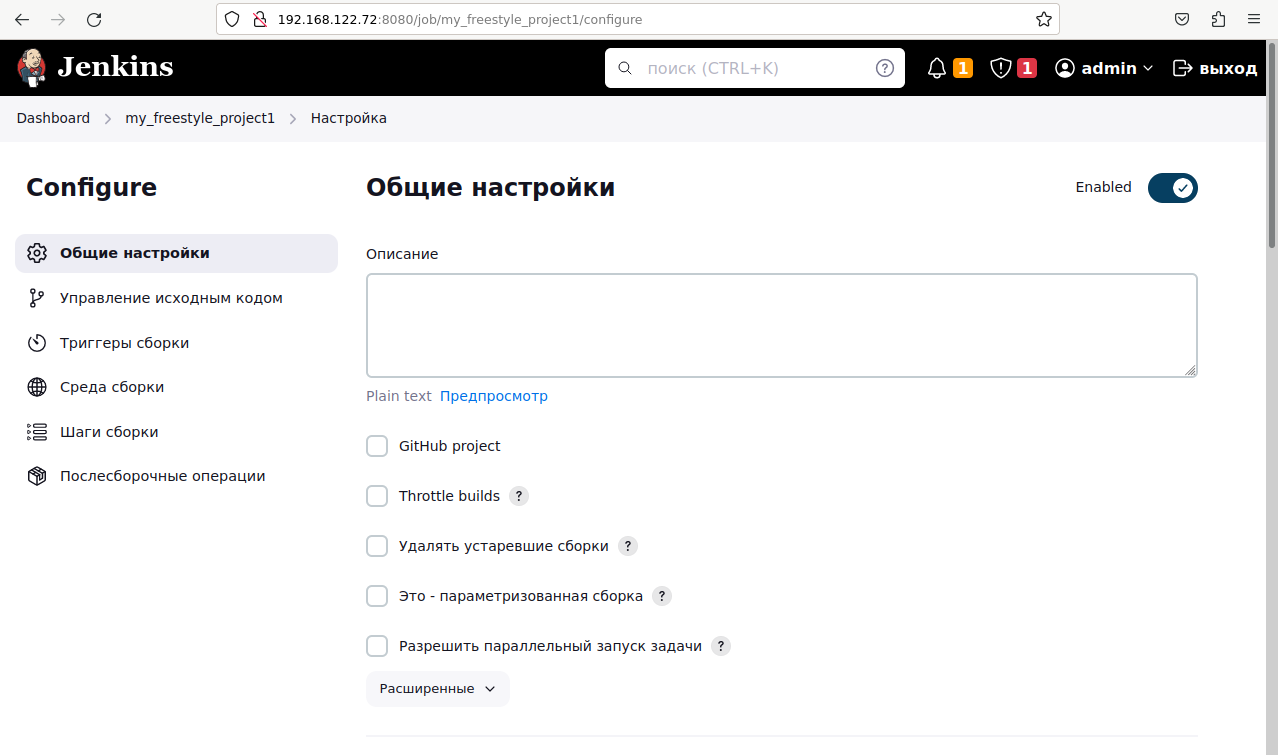 192.168.122.72:8080/job/my_freestyle_project1/configure
Jenkins поиск (CTRL+K) ? 1 1 admin выход
Dashboard my_freestyle_project1 Настройка
Configure
Общие настройки
Управление исходным кодом
Триггеры сборки
Среда сборки
Шаги сборки
Послесборочные операции
Общие настройки Enabled
Описание
Plain text Предпросмотр
GitHub project
Throttle builds ?
Удалять устаревшие сборки ?
Это - параметризованная сборка ?
Разрешить параллельный запуск задачи ?
Расширенные